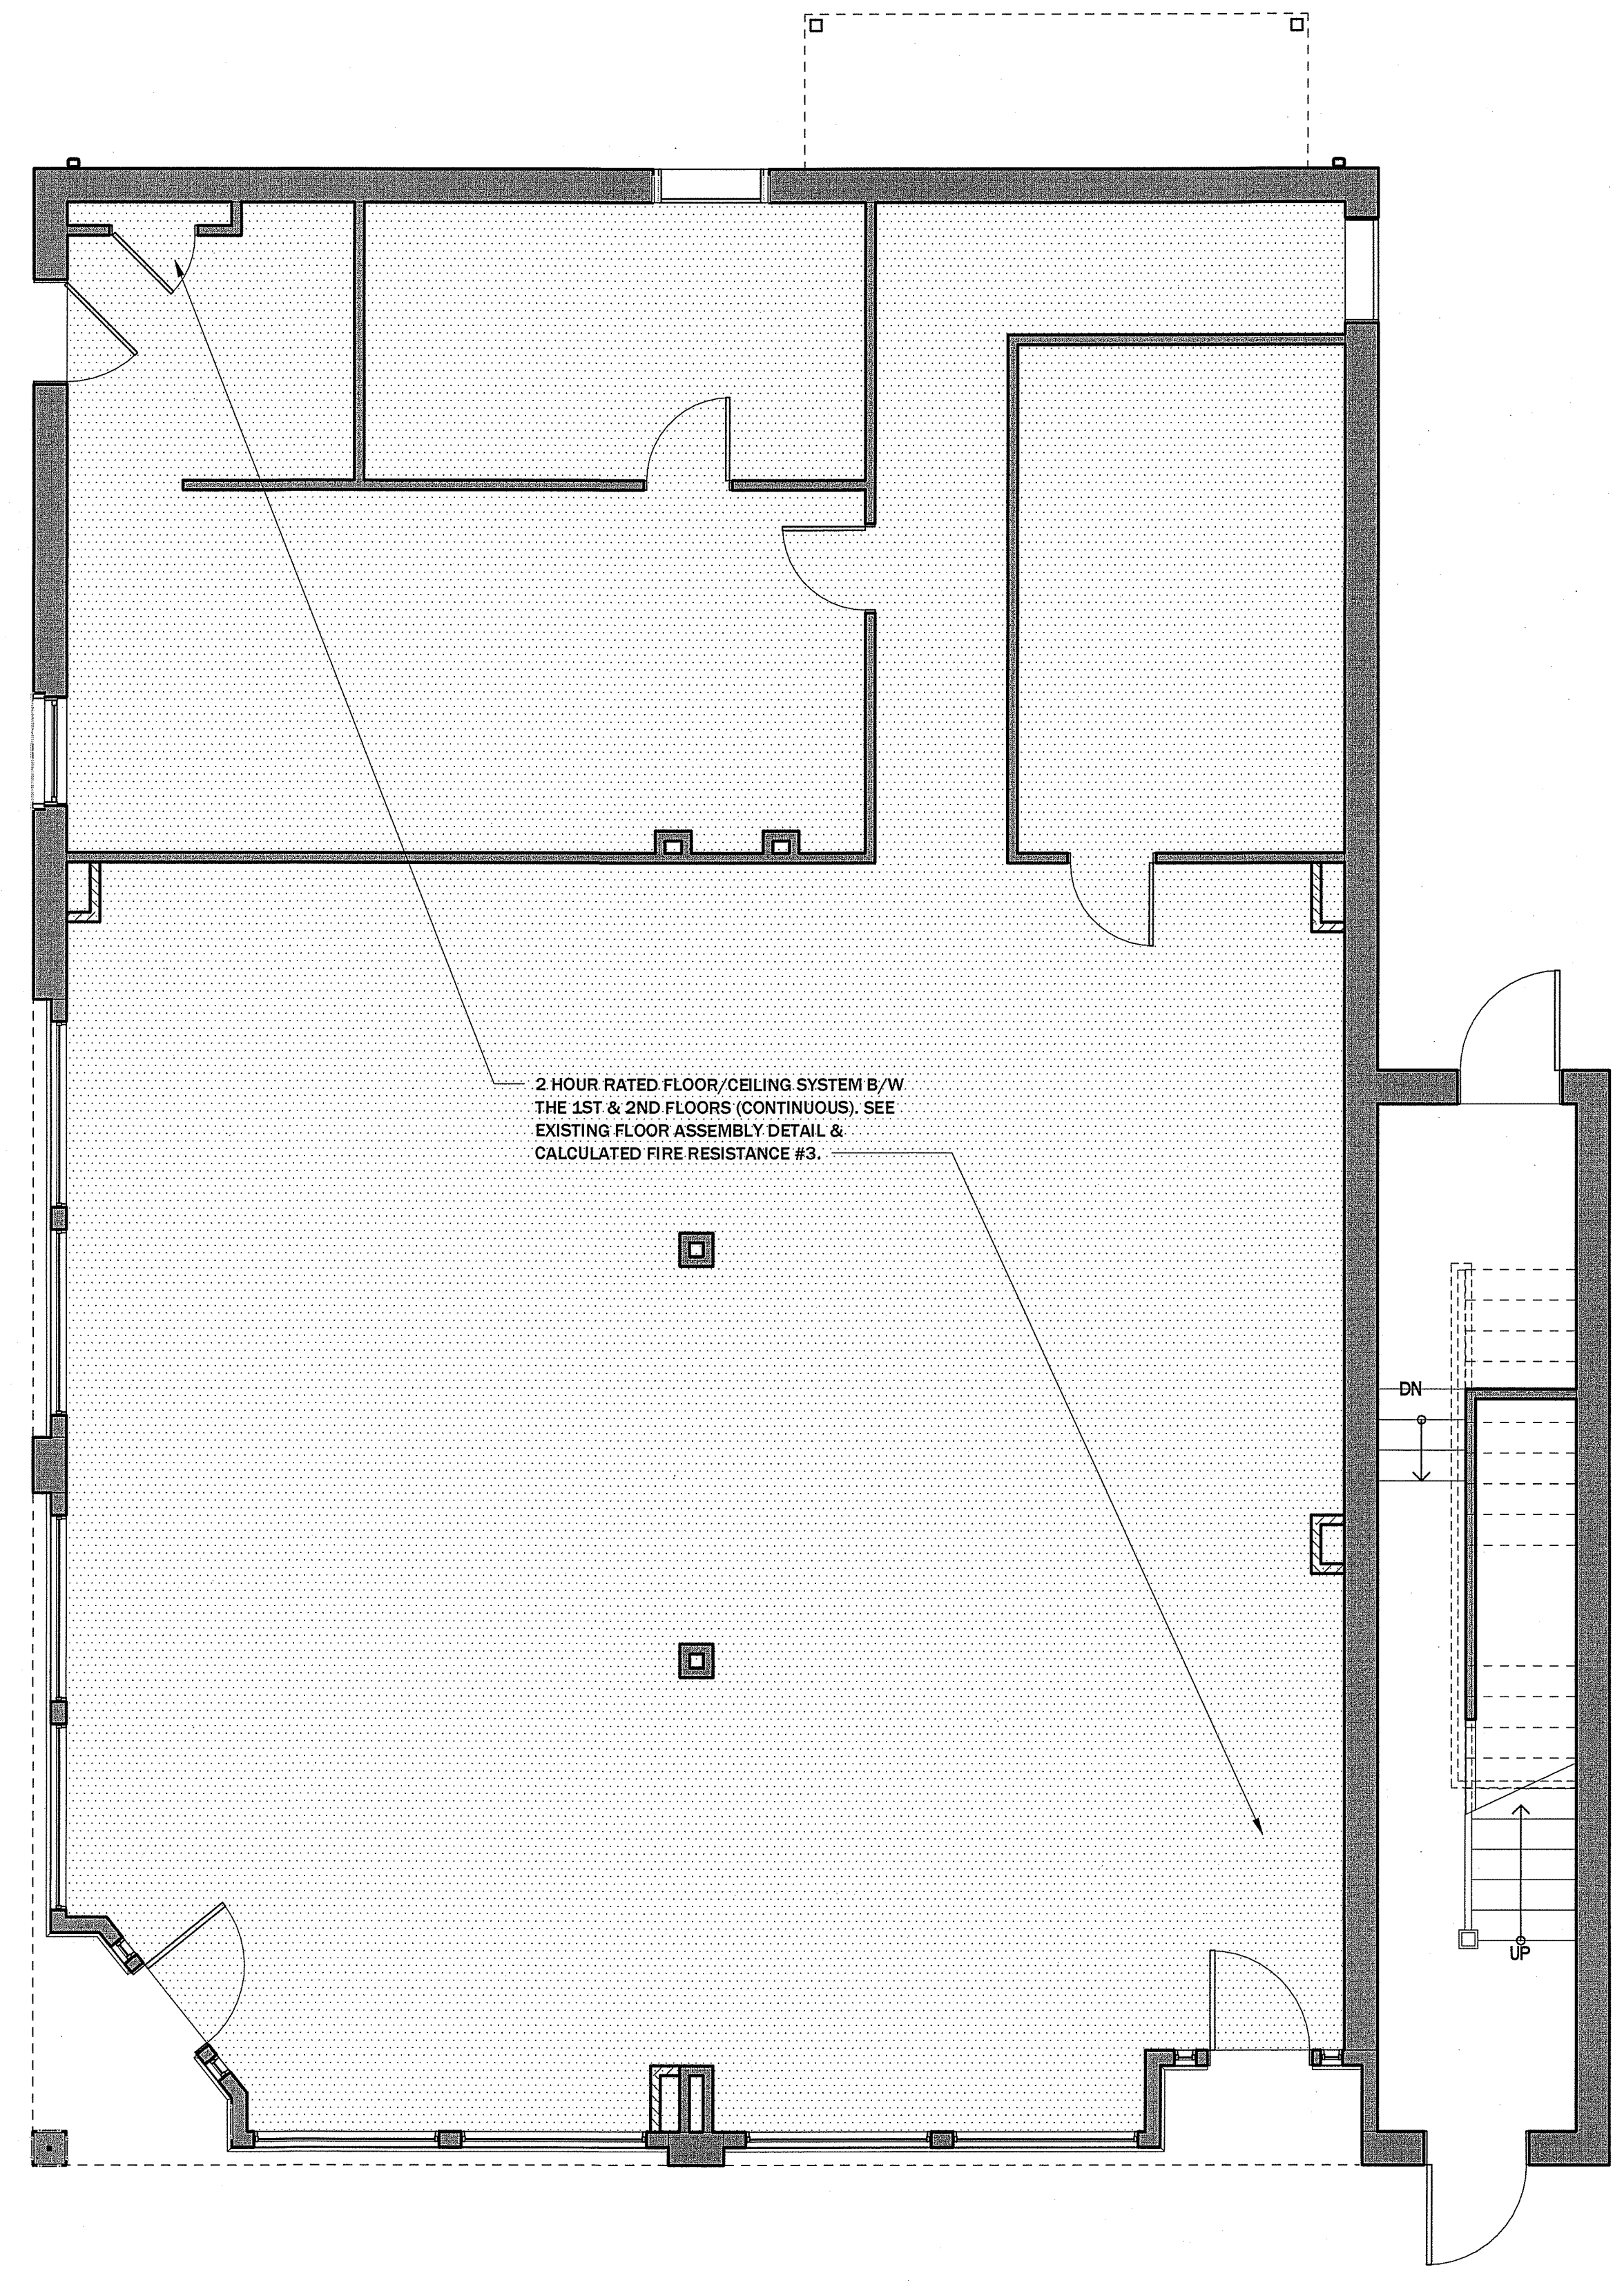 2 HOUR RATED FLOOR/CEILING SYSTEM B/W
THE 1ST & 2ND FLOORS (CONTINUOUS). SEE
EXISTING FLOOR ASSEMBLY DETAIL &
CALCULATED FIRE RESISTANCE #3.
DN
UP